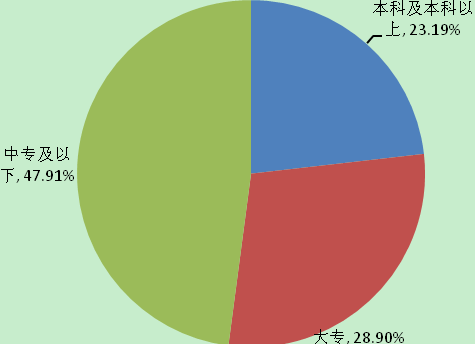 本科及本科以
上, 23.19%
中专及以
下, 47.91%
大专, 28.90%